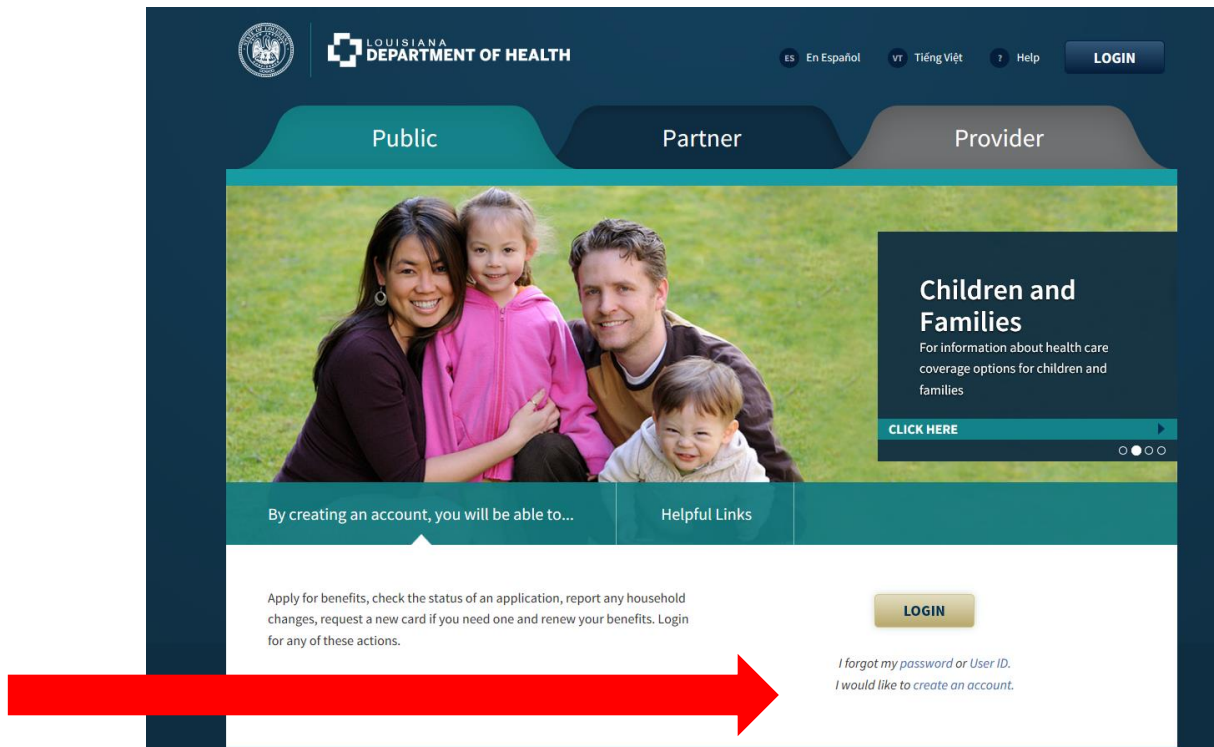 LOUISIANA
DEPARTMENT OF HEALTH
ES En Español
VT Tiếng Việt
? Help
LOGIN
Public
Partner
Provider
Children and
Families
For information about health care
coverage options for children and
families
CLICK HERE
By creating an account, you will be able to...
Helpful Links
Apply for benefits, check the status of an application, report any household
changes, request a new card if you need one and renew your benefits. Login
for any of these actions.
LOGIN
I forgot my password or User ID.
I would like to create an account.